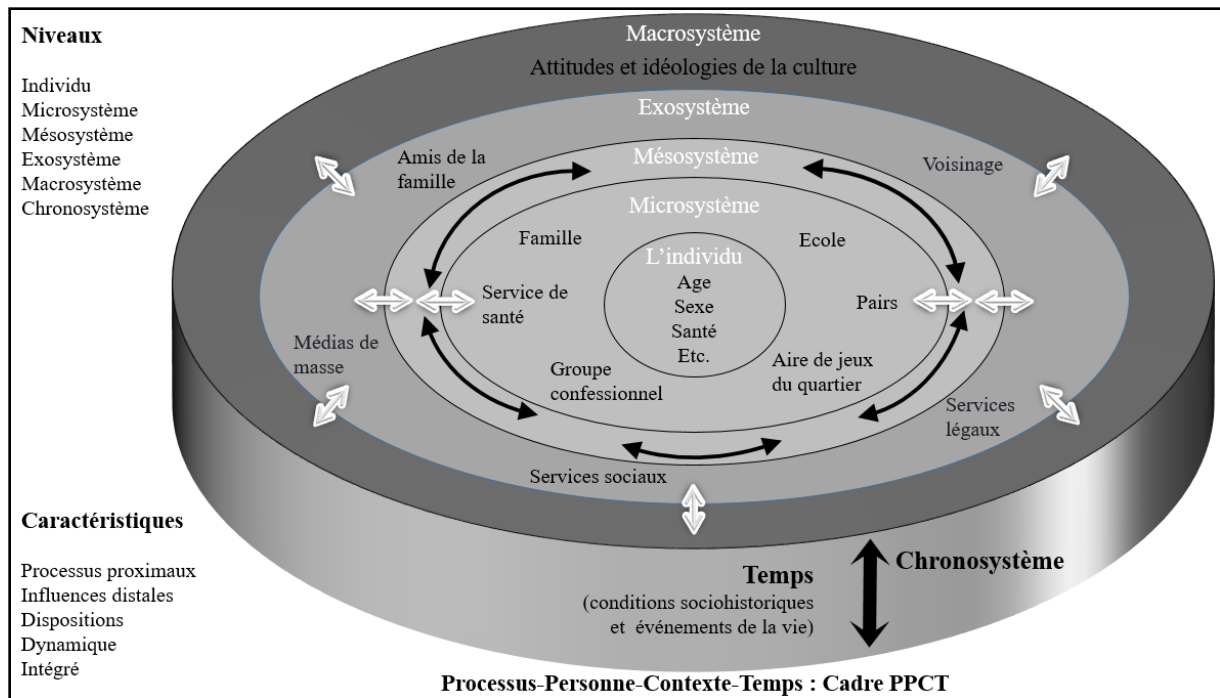 Niveaux
Individu
Microsystème
Mésosystème
Exosystème
Macrosystème
Chronosystème
Macrosystème
Attitudes et idéologies de la culture
Exosystème
Amis de la
famille
Voisinage
Mésosystème
Microsystème
Famille
Ecole
L'individu
Age
Sexe
Santé
Etc.
Service de
santé
Pairs
Groupe
confessionnel
Aire de jeux
du quartier
Médias de
masse
Services
légaux
Services sociaux
Caractéristiques
Processus proximaux
Influences distales
Dispositions
Dynamique
Intégré
Temps
(conditions sociohistoriques
et événements de la vie)
Chronosystème
Processus-Personne-Contexte-Temps : Cadre PPCT